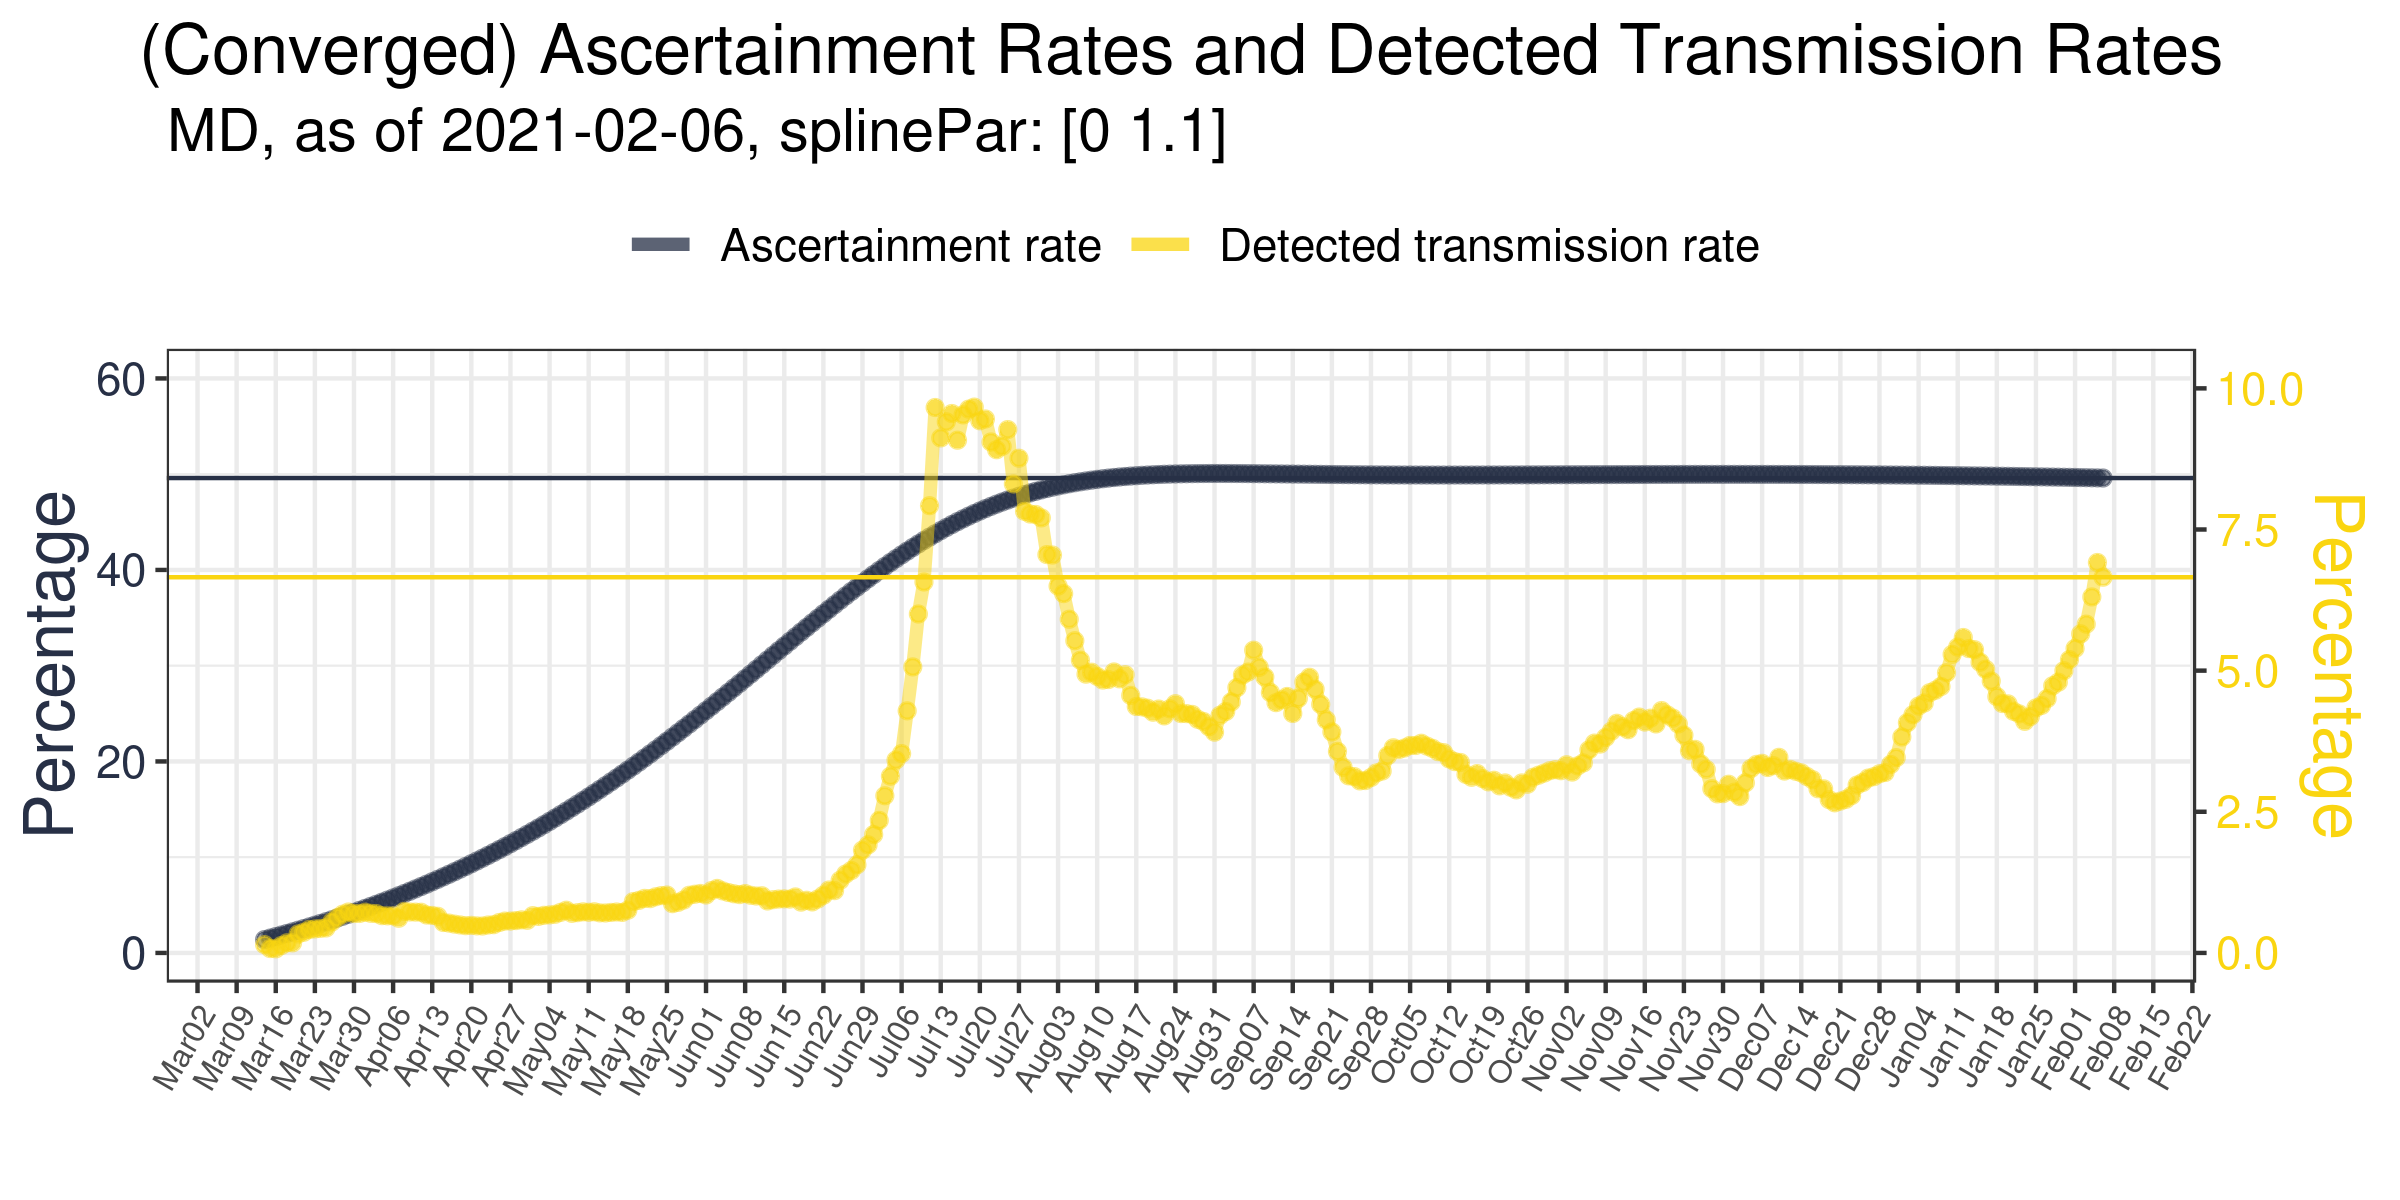 (Converged) Ascertainment Rates and Detected Transmission Rates
MD, as of 2021-02-06, splinePar: [0 1.1]
Ascertainment rate
Detected transmission rate
Percentage
60
40
20
0
10.0
7.5
5.0
2.5
0.0
Percentage
Mar02
Mar09
Mar16
Mar23
Mar30
Apr06
Apr13
Apr20
Apr27
May04
May11
May18
May25
Jun01
Jun08
Jun15
Jun22
Jun29
Jul06
Jul13
Jul20
Jul27
Aug03
Aug10
Aug17
Aug24
Aug31
Sep07
Sep14
Sep21
Sep28
Oct05
Oct12
Oct19
Oct26
Nov02
Nov09
Nov16
Nov23
Nov30
Dec07
Dec14
Dec21
Dec28
Jan04
Jan11
Jan18
Jan25
Feb01
Feb08
Feb15
Feb22